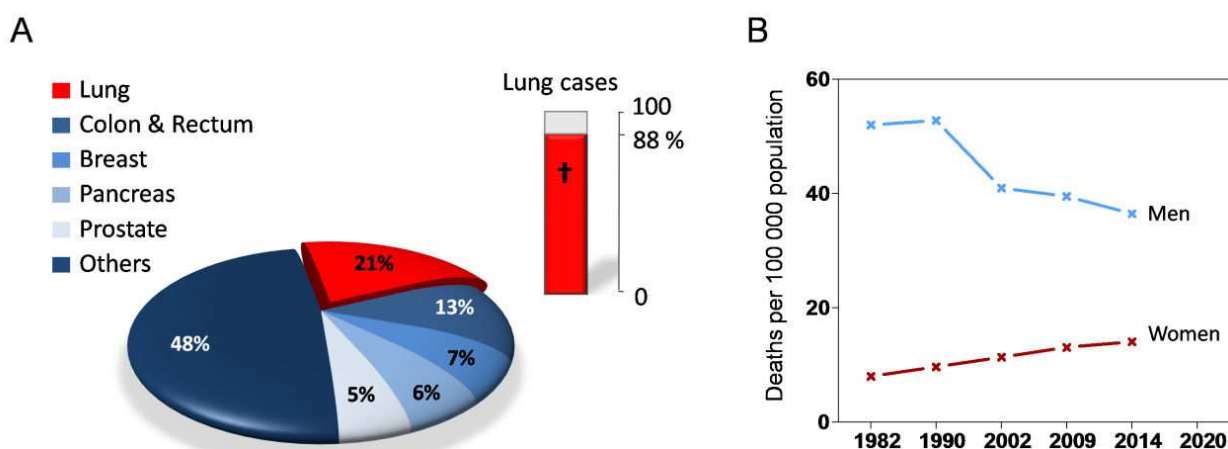 A
Lung
Colon & Rectum
Breast
Pancreas
Prostate
Others
21%
13%
7%
6%
5%
48%
Lung cases
100
88 %
†
0
B
Deaths per 100 000 population
60
40
20
0
Men
Women
1982 1990 2002 2009 2014 2020